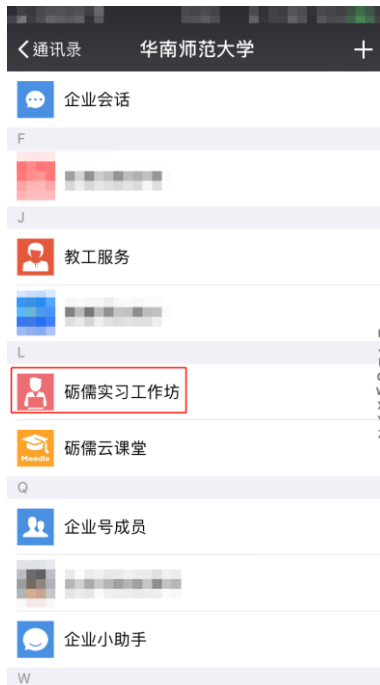 通讯录 华南师范大学 +
企业会话
F
J
教工服务
L
砺儒实习工作坊
Moodle
砺儒云课堂
Q
企业号成员
企业小助手
W